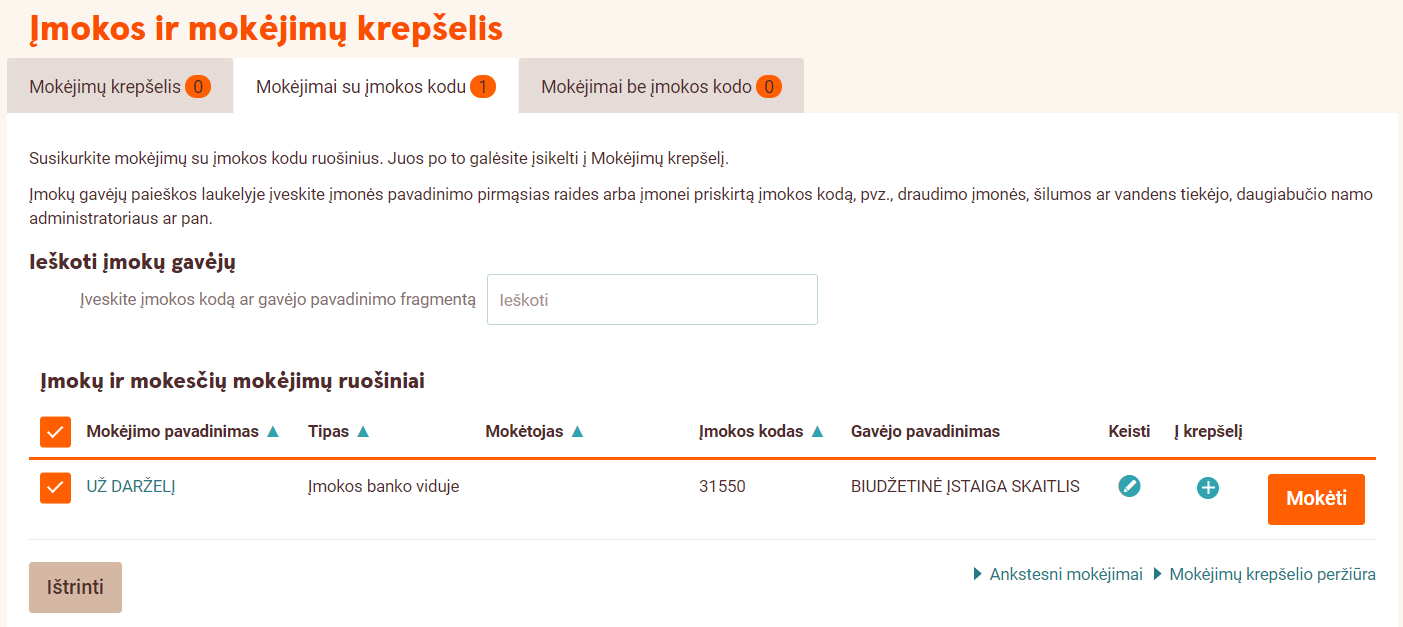 Įmokos ir mokėjimų krepšelis
Mokėjimų krepšelis 0
Mokėjimai su įmokos kodu 1
Mokėjimai be įmokos kodo 0
Susikurkite mokėjimų su įmokos kodu ruošinius. Juos po to galėsite įsikelti į Mokėjimų krepšelį.
Įmokų gavėjų paieškos laukelyje įveskite įmonės pavadinimo pirmąsias raides arba įmonei priskirtą įmokos kodą, pvz., draudimo įmonės, šilumos ar vandens tiekėjo, daugiabučio namo
administratoriaus ar pan.
Ieškoti įmokų gavėjų
Įveskite įmokos kodą ar gavėjo pavadinimo fragmentą
Ieškoti
Įmokų ir mokesčių mokėjimų ruošiniai
Mokėjimo pavadinimas ▲ Tipas ▲ Mokėtojas ▲ Įmokos kodas ▲ Gavėjo pavadinimas Keisti Į krepšelį
UŽ DARŽELĮ Įmokos banko viduje 31550 BIUDŽETINĖ ĮSTAIGA SKAITLIS Mokėti
Ištrinti
Ankstesni mokėjimai Mokėjimų krepšelio peržiūra